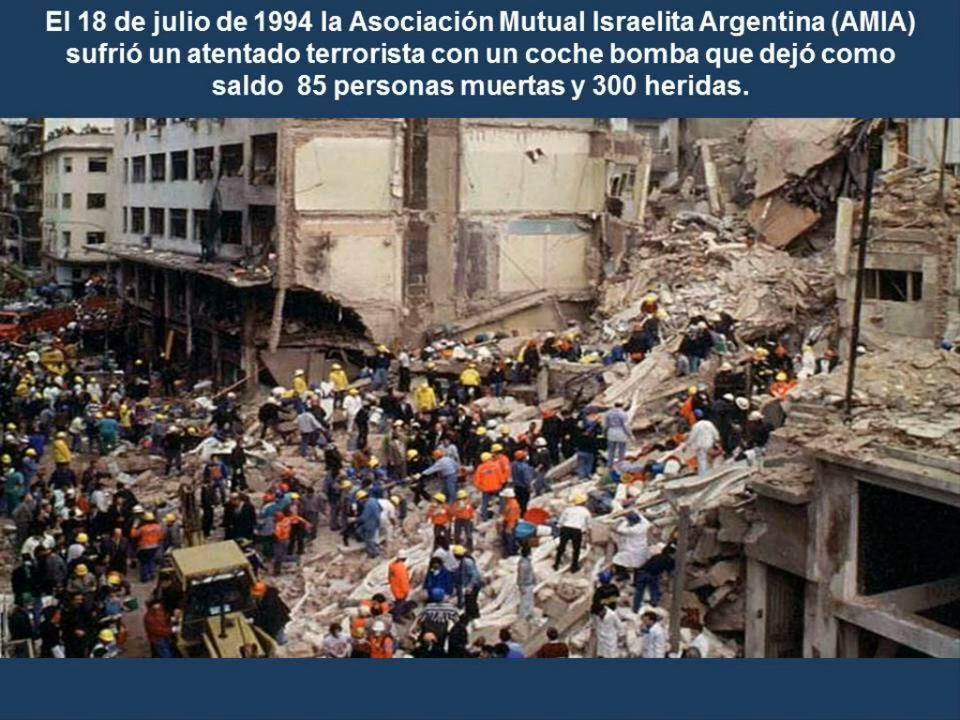 El 18 de julio de 1994 la Asociación Mutual Israelita Argentina (AMIA)
sufrió un atentado terrorista con un coche bomba que dejó como
saldo  85 personas muertas y 300 heridas.